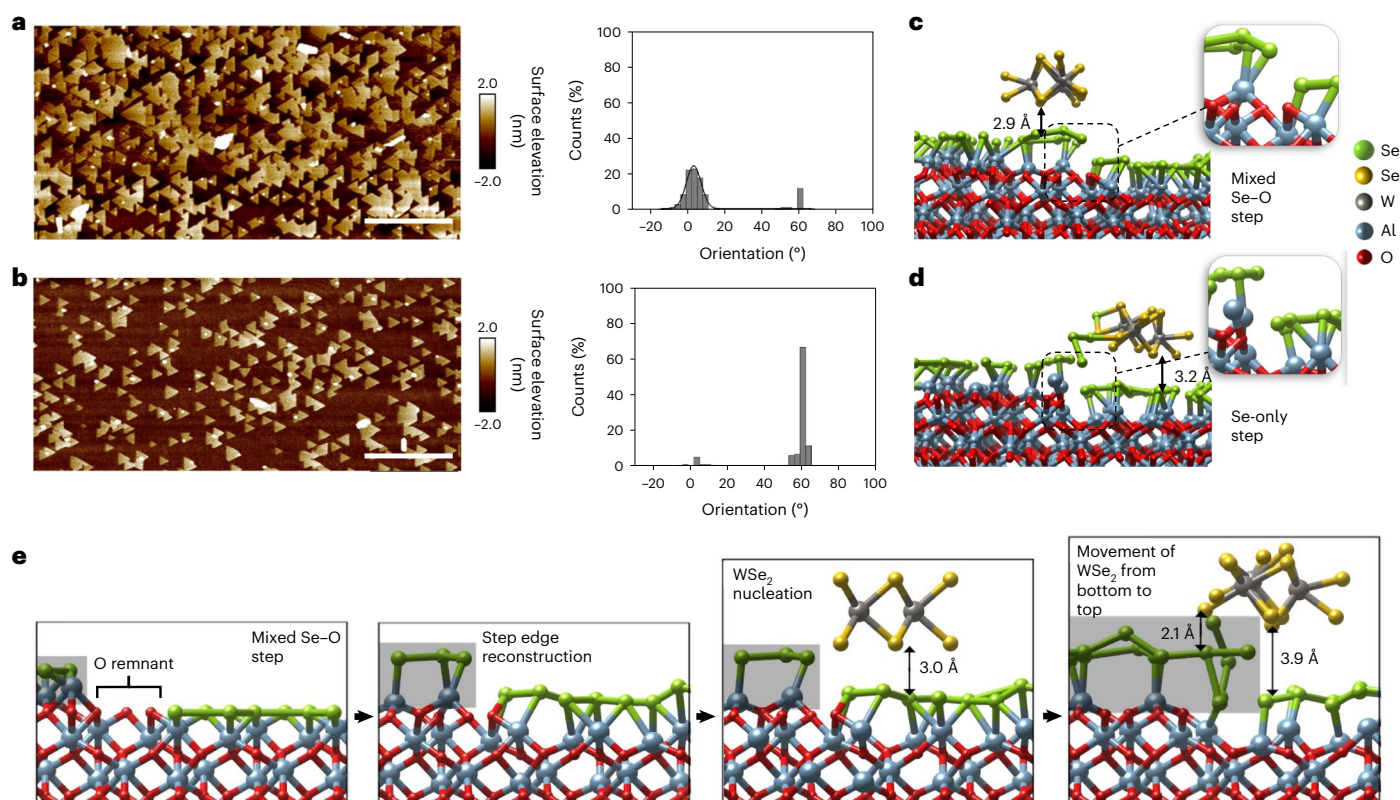 a
2.0
−2.0
Surface elevation
(nm)
Counts (%)
100
80
60
40
20
0
−20 0 20 40 60 80 100
Orientation (°)
c
2.9 Å
Mixed
Se–O
step
Se
Se
W
Al
O
b
2.0
−2.0
Surface elevation
(nm)
Counts (%)
100
80
60
40
20
0
−20 0 20 40 60 80 100
Orientation (°)
d
3.2 Å
Se-only
step
e
Mixed Se–O
step
O remnant
Step edge
reconstruction
WSe2
nucleation
3.0 Å
Movement of
WSe2 from
bottom to
top
2.1 Å
3.9 Å